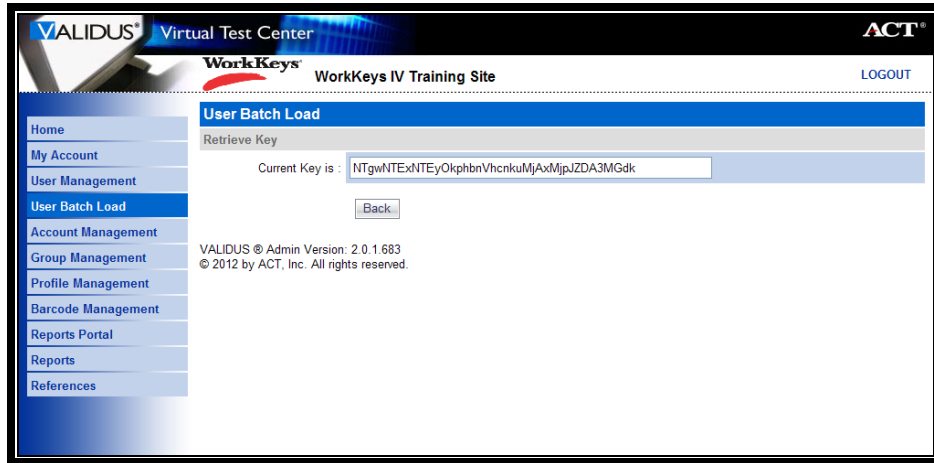 VALIDUS® Virtual Test Center
ACT®
WorkKeys®
WorkKeys IV Training Site
LOGOUT
Home
My Account
User Management
User Batch Load
Account Management
Group Management
Profile Management
Barcode Management
Reports Portal
Reports
References
User Batch Load
Retrieve Key
Current Key is : NTgwNTExNTEyOkphbnVhcnkuMjAxMjpJZDA3MGdk
Back
VALIDUS ® Admin Version: 2.0.1.683
© 2012 by ACT, Inc. All rights reserved.